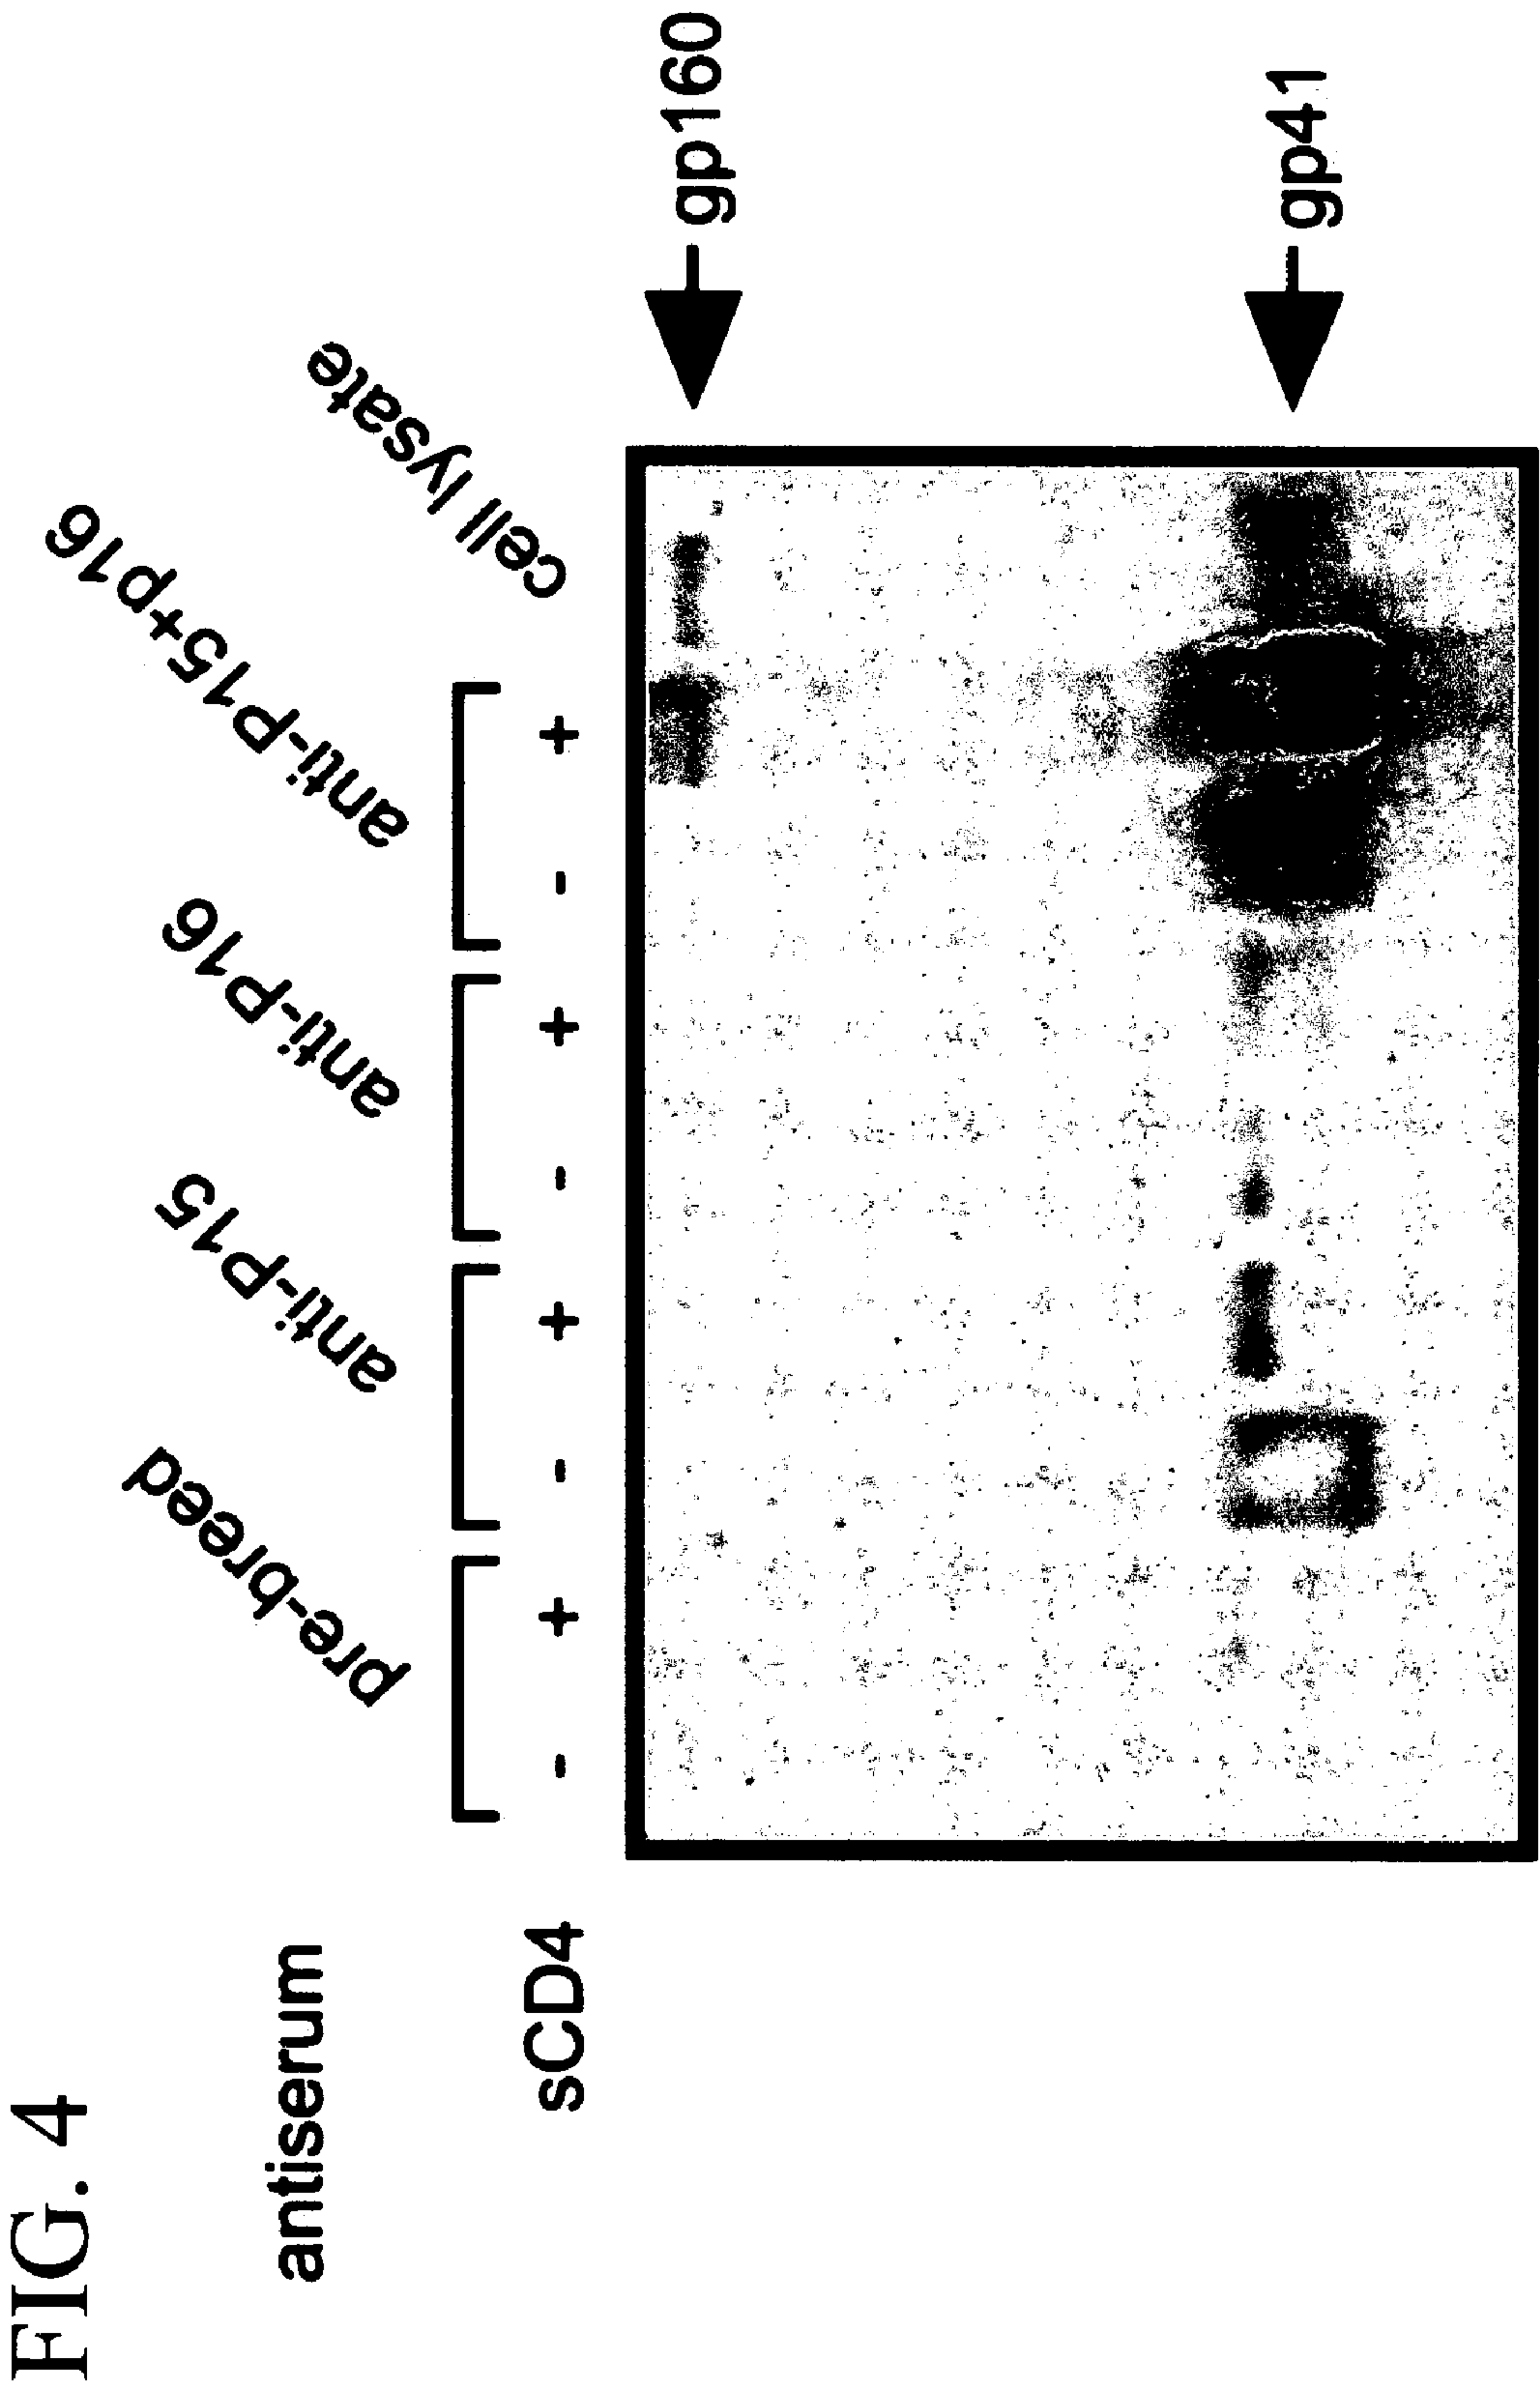 FIG. 4
antiserum
pre-breed
anti-P15
anti-P16
anti-P15+p16
cell lysate
sCD4
- + - + - + - +
gp160
gp41